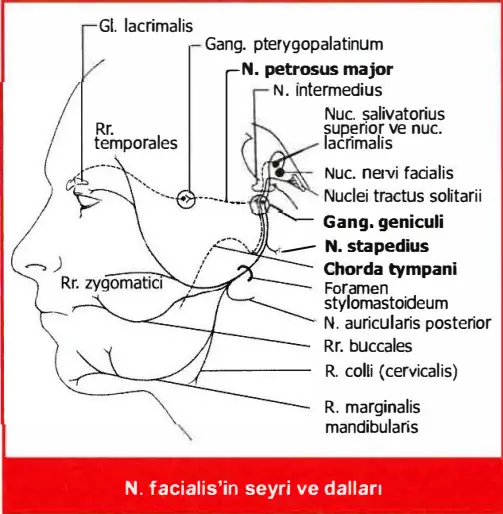 Gl. lacrimalis
Gang. pterygopalatinum
N. petrosus major
N. intermedius
Rr.
temporales
Nuc. salivatorius
superior ve nuc.
lacrimalis
Nuc. nervi facialis
Nuclei tractus solitarii
Gang. geniculi
N. stapedius
Chorda tympani
Rr. zygomatici
Foramen
stylomastoideum
N. auricularis posterior
Rr. buccales
R. colli (cervicalis)
R. marginalis
mandibularis
N. facialis'in seyri ve dalları